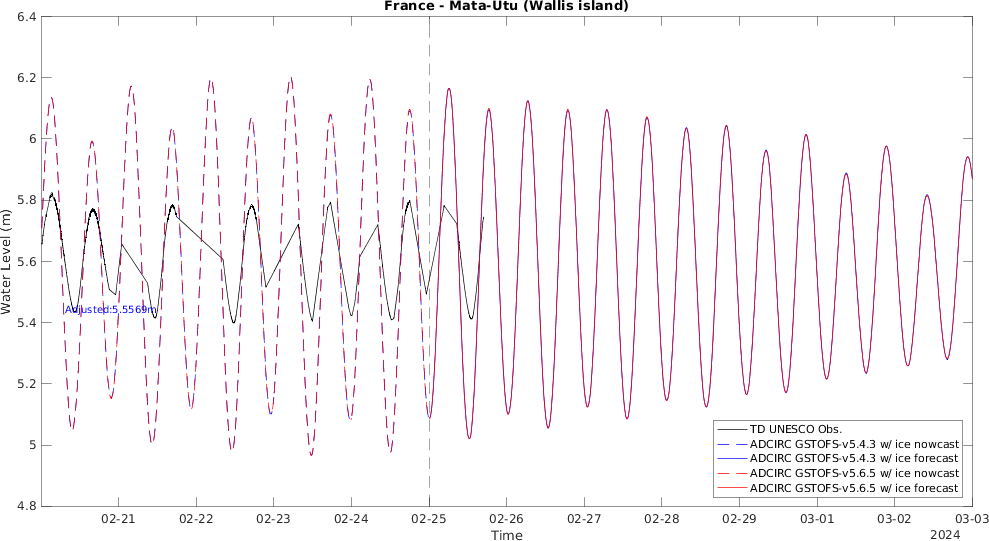 France - Mata-Utu (Wallis island)
6.4
6.2
6
5.8
5.6
5.4
5.2
5
4.8
Water Level (m)
Adjusted:5.5569m
TD UNESCO Obs.
ADCIRC GSTOFS-v5.4.3 w/ ice nowcast
ADCIRC GSTOFS-v5.4.3 w/ ice forecast
ADCIRC GSTOFS-v5.6.5 w/ ice nowcast
ADCIRC GSTOFS-v5.6.5 w/ ice forecast
02-21 02-22 02-23 02-24 02-25 02-26 02-27 02-28 02-29 03-01 03-02 03-03
Time
2024